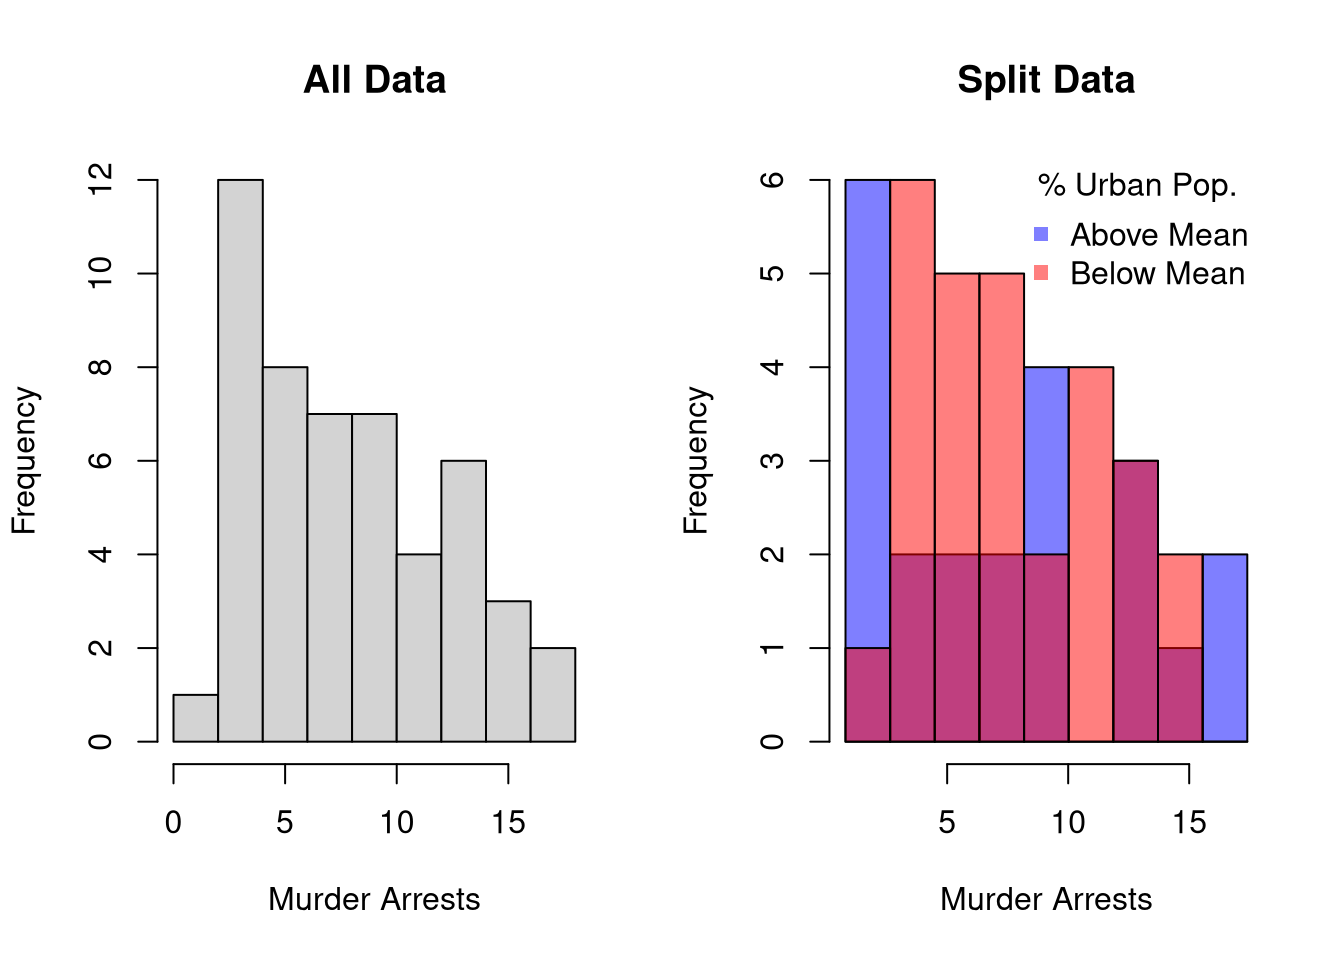 All Data
Frequency
12
10
8
6
4
2
0
0 5 10 15
Murder Arrests
Split Data
% Urban Pop.
Above Mean
Below Mean
Frequency
6
5
4
3
2
1
0
5 10 15
Murder Arrests